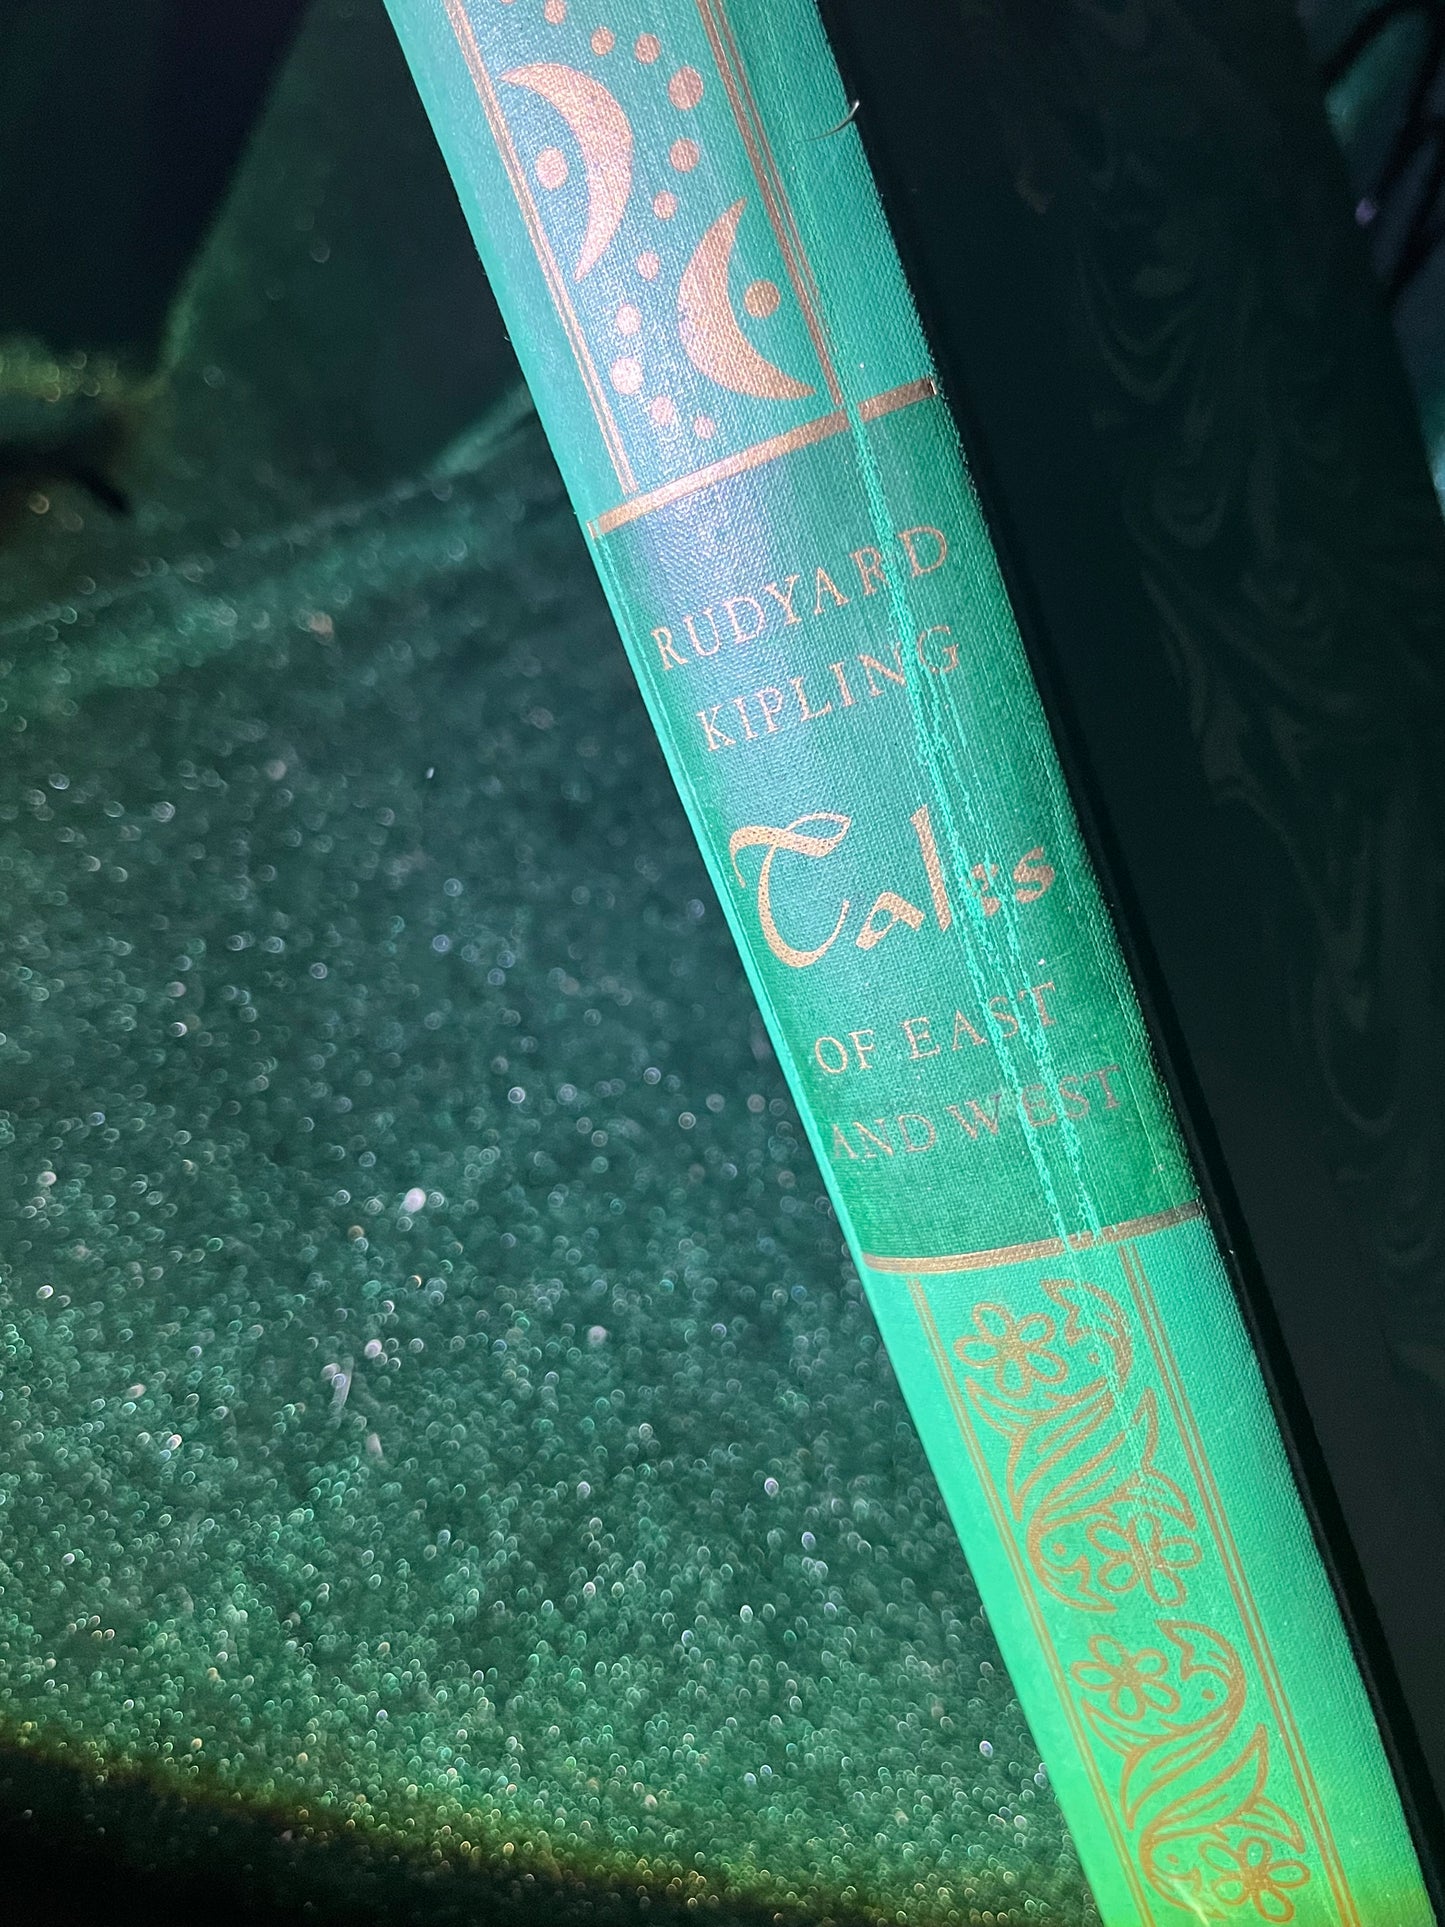 RUDYARD
KIPLING
Tales
OF EAST
AND WEST